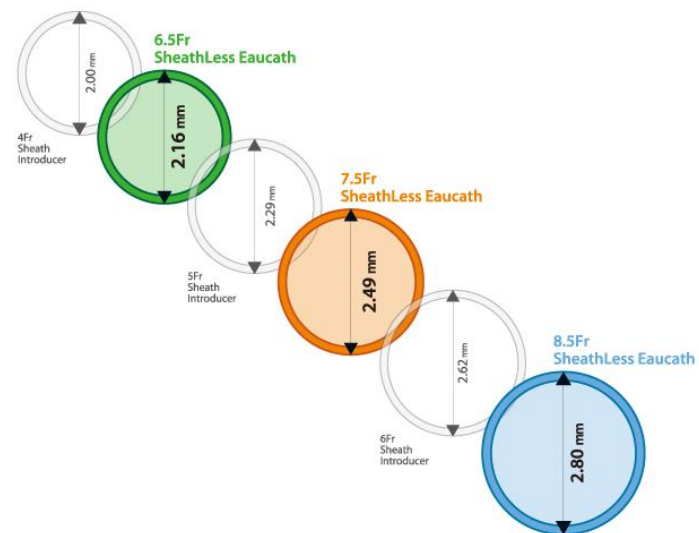 2.00 mm
4Fr
Sheath
Introducer
6.5Fr
SheathLess Eaucath
2.16 mm
2.29 mm
5Fr
Sheath
Introducer
7.5Fr
SheathLess Eaucath
2.49 mm
2.62 mm
6Fr
Sheath
Introducer
8.5Fr
SheathLess Eaucath
2.80 mm